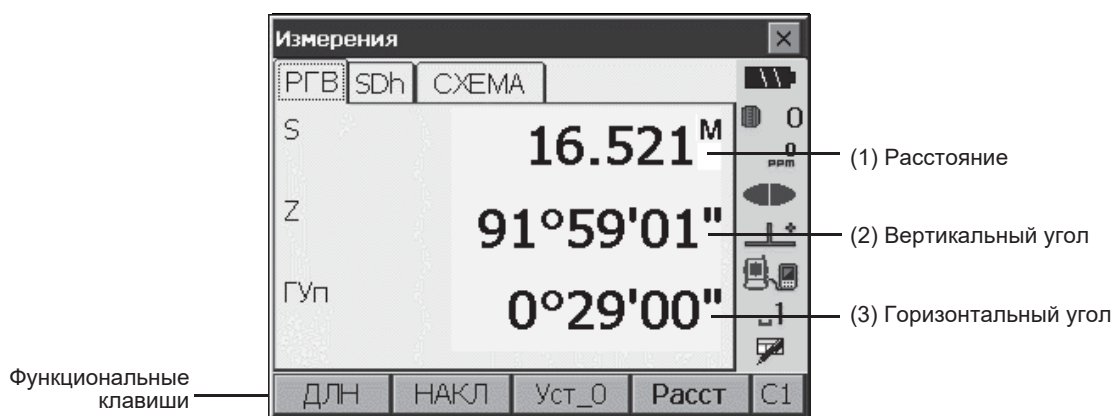 Измерения
РГВ SDh СХЕМА
S 16.521 М
0
0
ppm
(1) Расстояние
Z 91°59'01"
(2) Вертикальный угол
ГУп 0°29'00"
1
(3) Горизонтальный угол
Функциональные
клавиши
ДЛН НАКЛ Уст_0 Расст С1